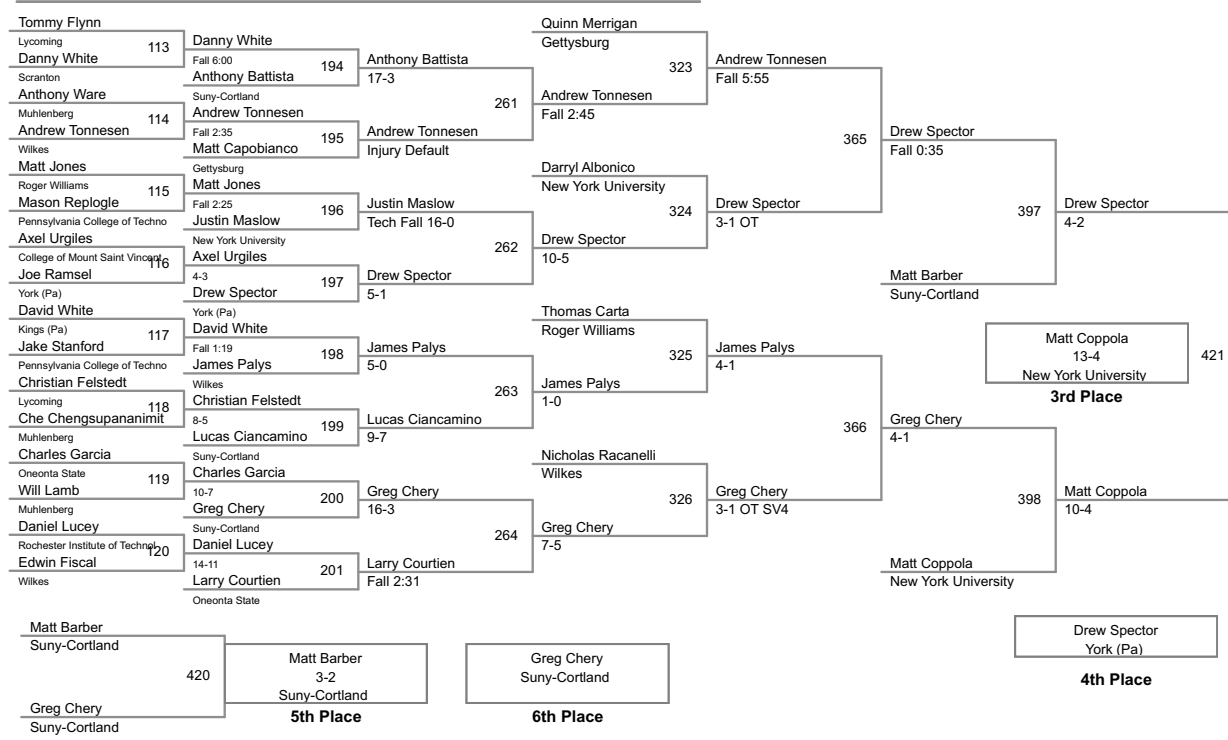 Tommy Flynn
Lycoming
113
Danny White
Scranton
Anthony Ware
Muhlenberg
114
Andrew Tonnesen
Wilkes
Matt Jones
Roger Williams
115
Mason Replogle
Pennsylvania College of Techno
Axel Urgiles
College of Mount Saint Vincent
116
Joe Ramsel
York (Pa)
David White
Kings (Pa)
117
Jake Stanford
Pennsylvania College of Techno
Christian Felstedt
Lycoming
118
Che Chengsupananimit
Muhlenberg
Charles Garcia
Oneonta State
119
Will Lamb
Muhlenberg
Daniel Lucey
Rochester Institute of Technol
120
Edwin Fiscal
Wilkes
Danny White
Fall 6:00
194
Anthony Battista
Suny-Cortland
Andrew Tonnesen
Fall 2:35
195
Matt Capobianco
Gettysburg
Matt Jones
Fall 2:25
196
Justin Maslow
New York University
Axel Urgiles
4-3
197
Drew Spector
York (Pa)
David White
Fall 1:19
198
James Palys
Wilkes
Christian Felstedt
8-5
199
Lucas Ciancamino
Suny-Cortland
Charles Garcia
10-7
200
Greg Chery
Suny-Cortland
Daniel Lucey
14-11
201
Larry Courtien
Oneonta State
Anthony Battista
17-3
261
Andrew Tonnesen
Injury Default
Justin Maslow
Tech Fall 16-0
262
Drew Spector
5-1
James Palys
5-0
263
Lucas Ciancamino
9-7
Greg Chery
16-3
264
Larry Courtien
Fall 2:31
Quinn Merrigan
Gettysburg
323
Andrew Tonnesen
Fall 2:45
Darryl Albonico
New York University
324
Drew Spector
10-5
Thomas Carta
Roger Williams
325
James Palys
1-0
Nicholas Racanelli
Wilkes
326
Greg Chery
7-5
Andrew Tonnesen
Fall 5:55
365
Drew Spector
3-1 OT
James Palys
4-1
366
Greg Chery
3-1 OT SV4
Drew Spector
Fall 0:35
397
Matt Barber
Suny-Cortland
Greg Chery
4-1
398
Matt Coppola
New York University
Drew Spector
4-2
Matt Coppola
13-4
New York University
421
3rd Place
Matt Coppola
10-4
Drew Spector
York (Pa)
4th Place
Matt Barber
Suny-Cortland
420
Greg Chery
Suny-Cortland
Matt Barber
3-2
Suny-Cortland
5th Place
Greg Chery
Suny-Cortland
6th Place